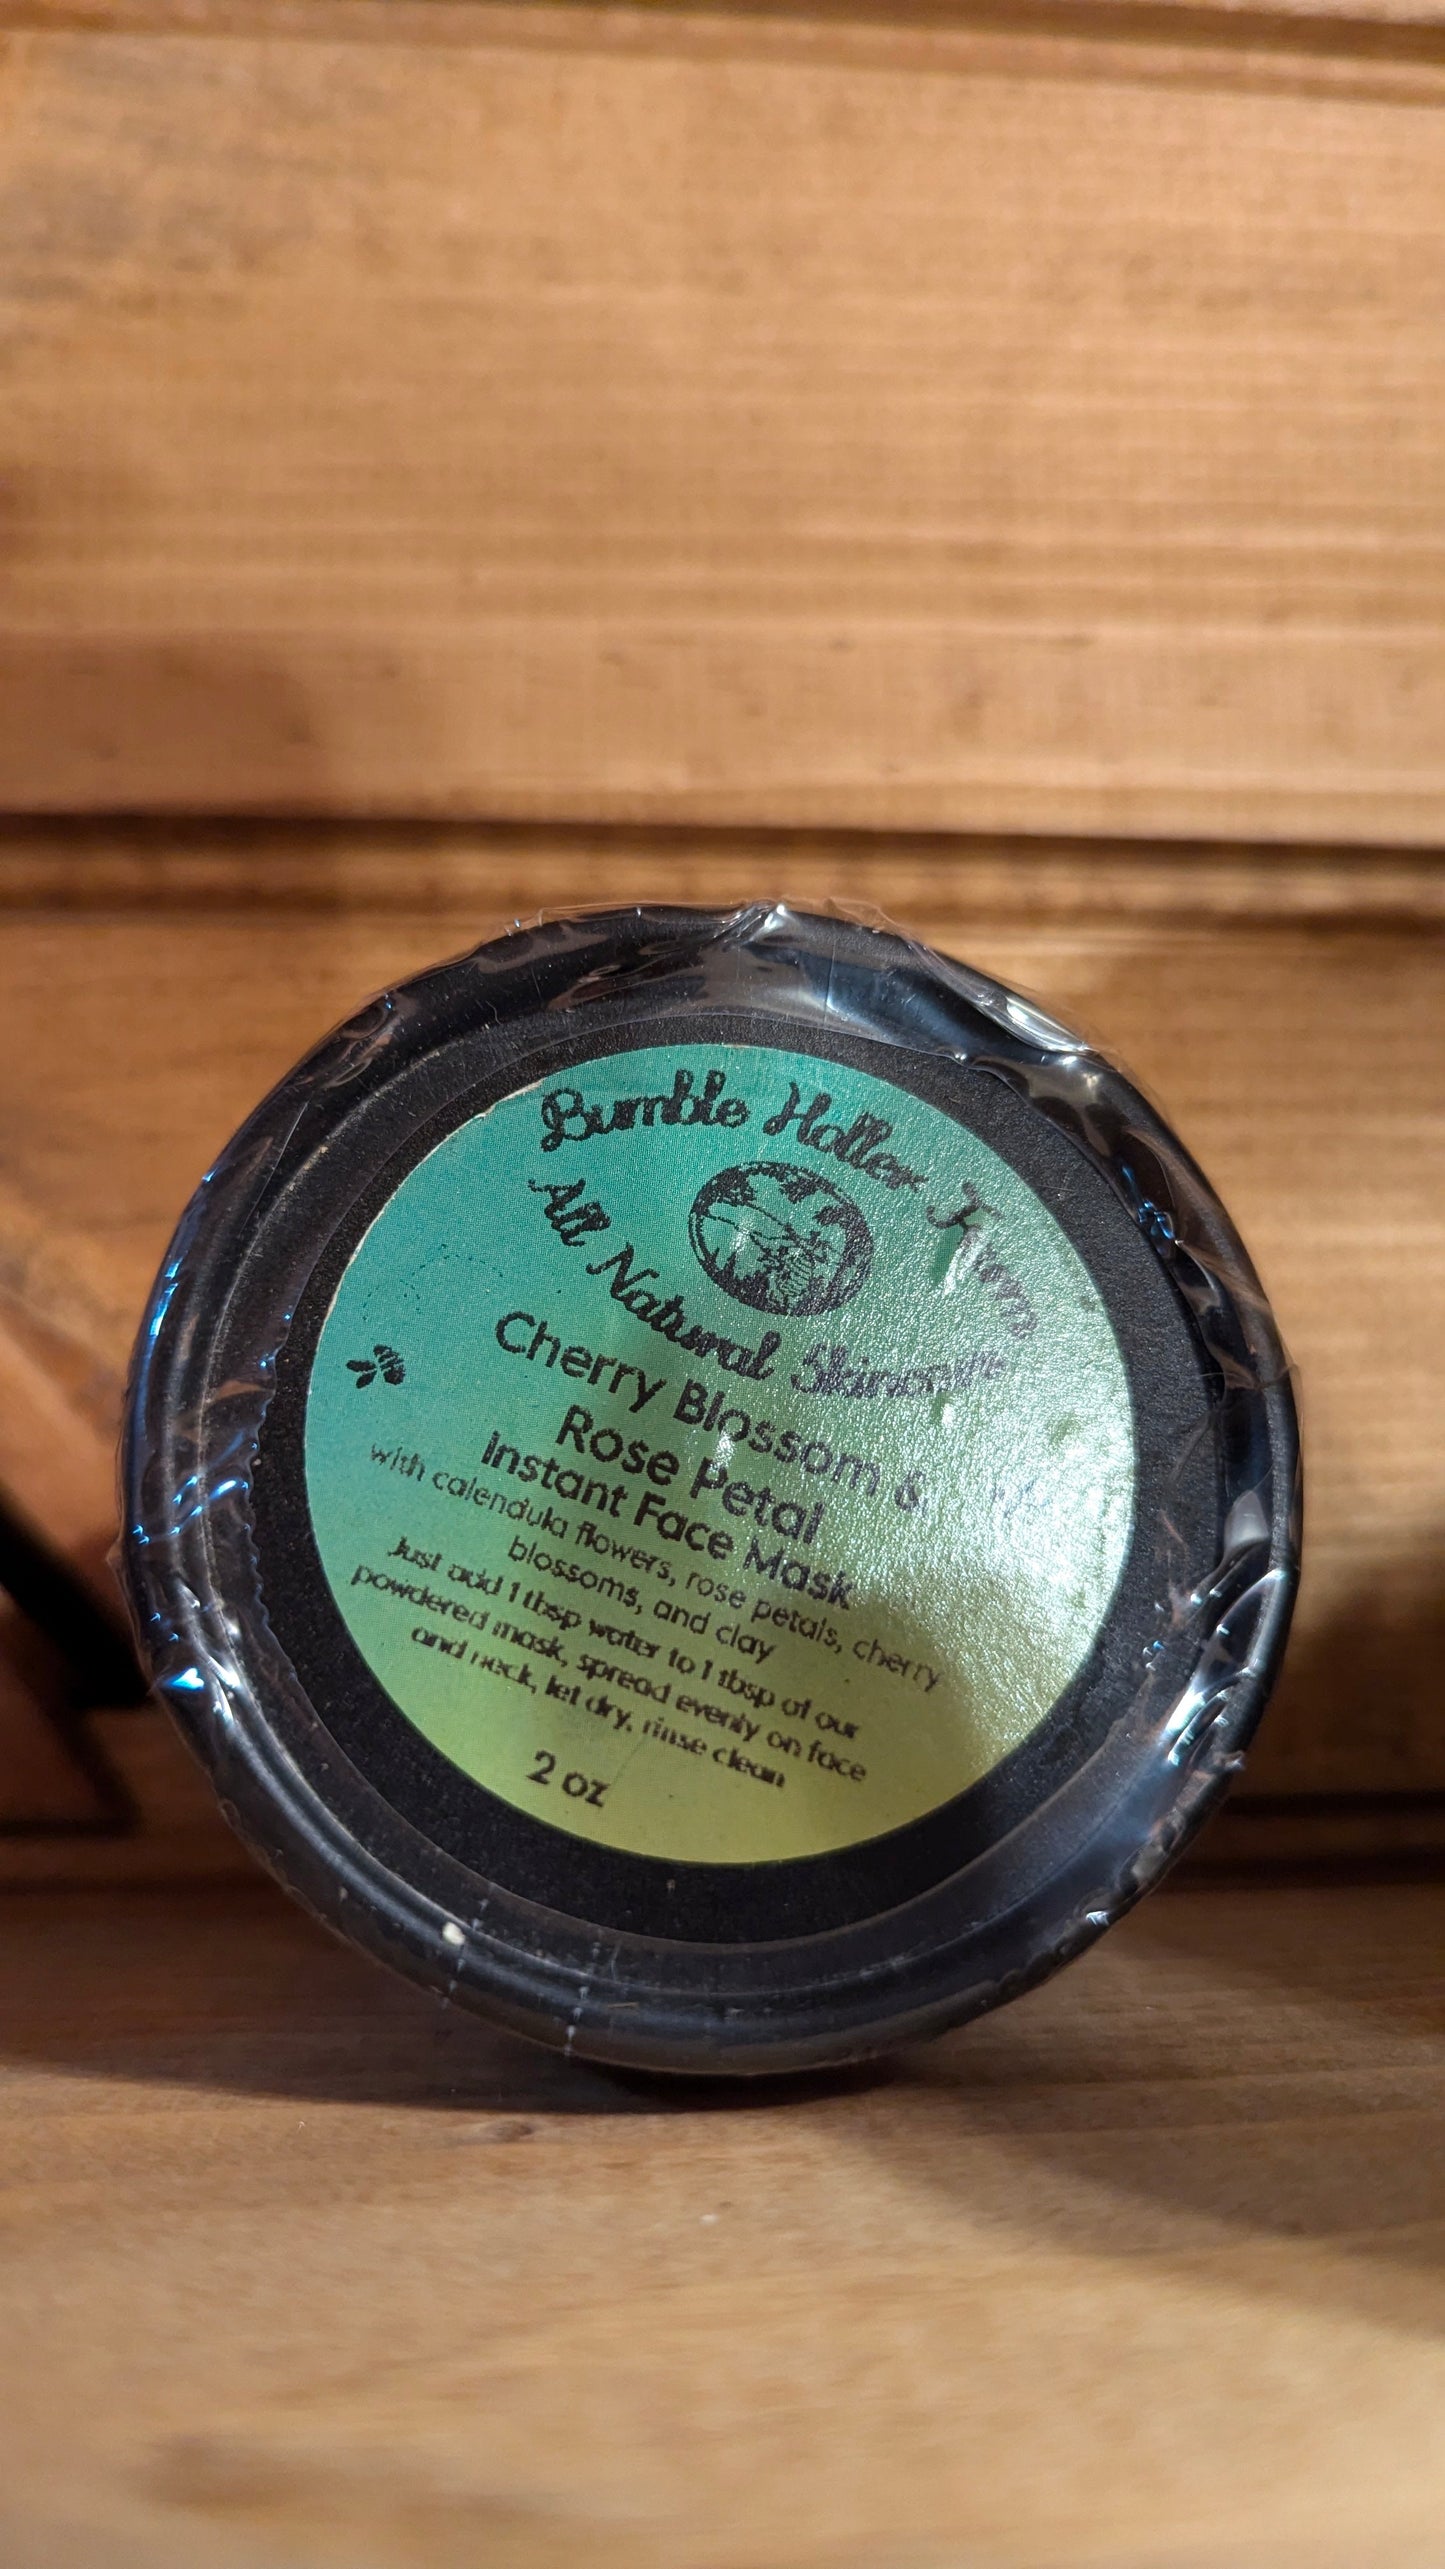 Bumble Holler Farm
All Natural Skincare
Cherry Blossom &
Rose Petal
Instant Face Mask
with calendula flowers, rose petals, cherry
blossoms, and clay
Just add 1 tbsp water to 1 tbsp of our
powdered mask, spread evenly on face
and neck, let dry, rinse clean
2 oz